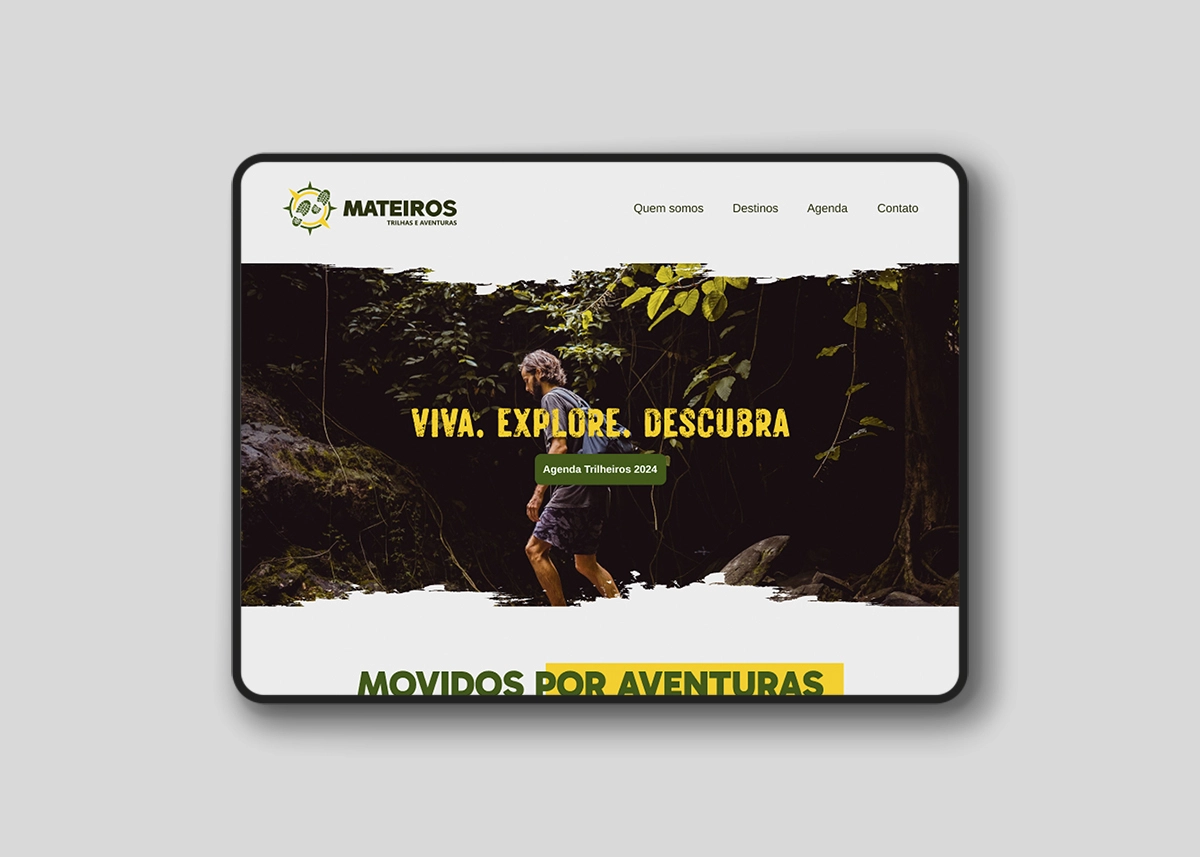 MATEIROS
TRILHAS E AVENTURAS
Quem somos Destinos Agenda Contato
VIVA. EXPLORE. DESCUBRA
Agenda Trilheiros 2024
MOVIDOS POR AVENTURAS